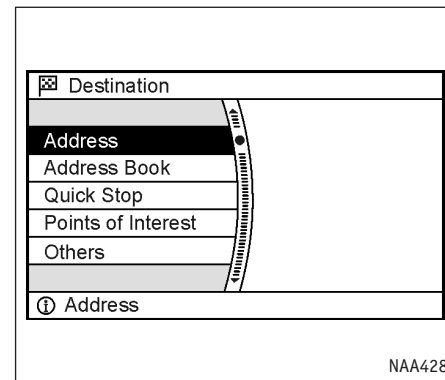 Destination
Address
Address Book
Quick Stop
Points of Interest
Others
Address
NAA428